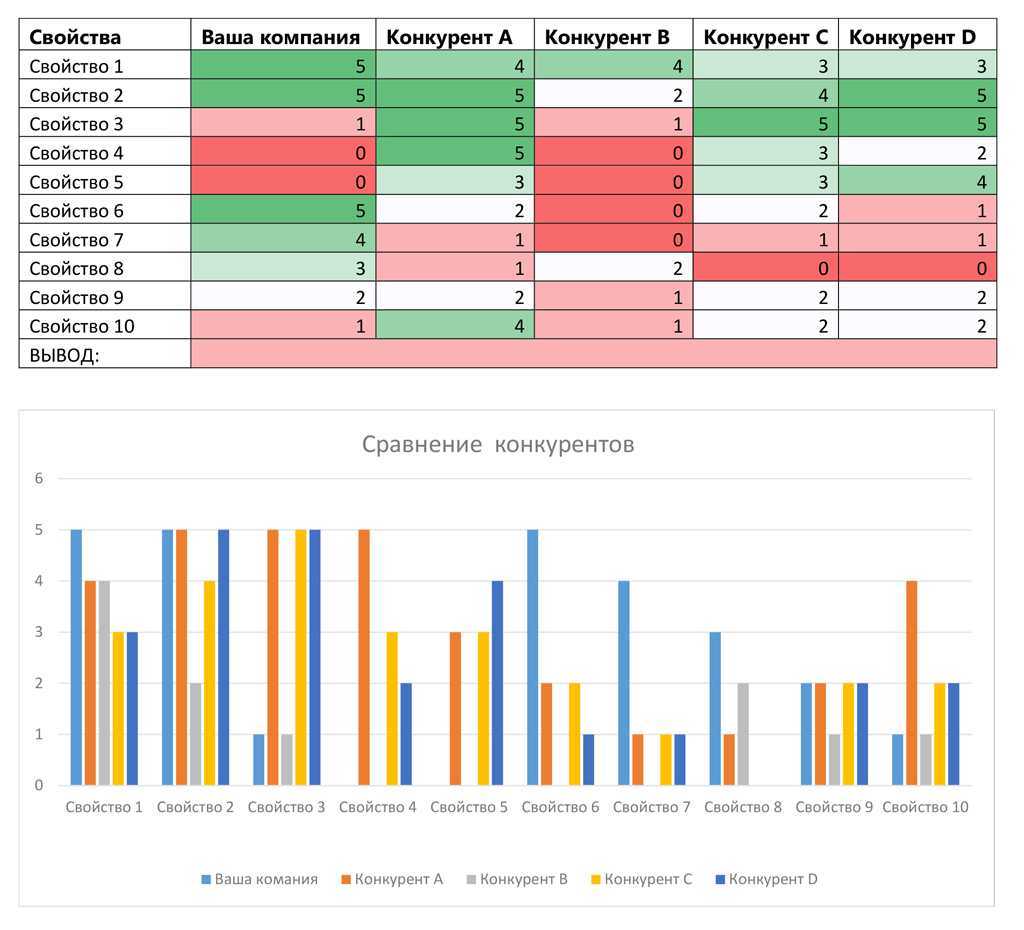 Свойства Ваша компания Конкурент A Конкурент B Конкурент C Конкурент D
Свойство 1 5 4 4 3 3
Свойство 2 5 5 2 4 5
Свойство 3 1 5 1 5 5
Свойство 4 0 5 0 3 2
Свойство 5 0 3 0 3 4
Свойство 6 5 2 0 2 1
Свойство 7 4 1 0 1 1
Свойство 8 3 1 2 0 0
Свойство 9 2 2 1 2 2
Свойство 10 1 4 1 2 2
ВЫВОД:
Сравнение конкурентов
6
5
4
3
2
1
0
Свойство 1 Свойство 2 Свойство 3 Свойство 4 Свойство 5 Свойство 6 Свойство 7 Свойство 8 Свойство 9 Свойство 10
Ваша комания Конкурент A Конкурент B Конкурент C Конкурент D